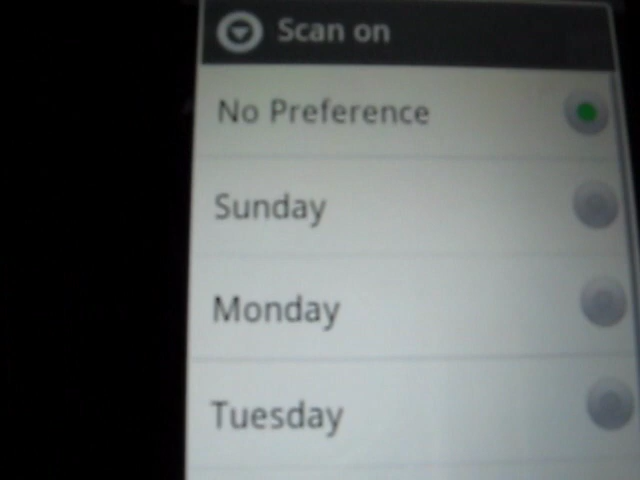 Scan on
No Preference
Sunday
Monday
Tuesday